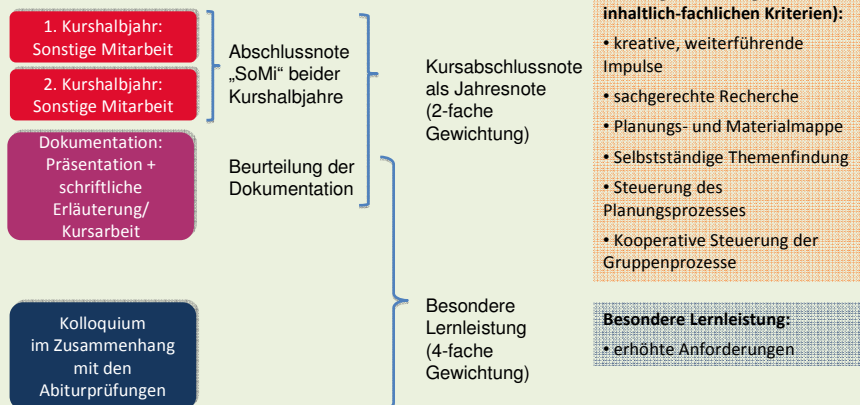 1. Kurshalbjahr:
Sonstige Mitarbeit
2. Kurshalbjahr:
Sonstige Mitarbeit
Dokumentation:
Präsentation +
schriftliche
Erläuterung/
Kursarbeit
Kolloquium
im Zusammenhang
mit den
Abiturprüfungen
Abschlussnote
„SoMi“ beider
Kurshalbjahre
Beurteilung der
Dokumentation
Kursabschlussnote
als Jahresnote
(2-fache
Gewichtung)
Besondere
Lernleistung
(4-fache
Gewichtung)
inhaltlich-fachlichen Kriterien):
• kreative, weiterführende
Impulse
• sachgerechte Recherche
• Planungs- und Materialmappe
• Selbstständige Themenfindung
• Steuerung des
Planungsprozesses
• Kooperative Steuerung der
Gruppenprozesse
Besondere Lernleistung:
• erhöhte Anforderungen